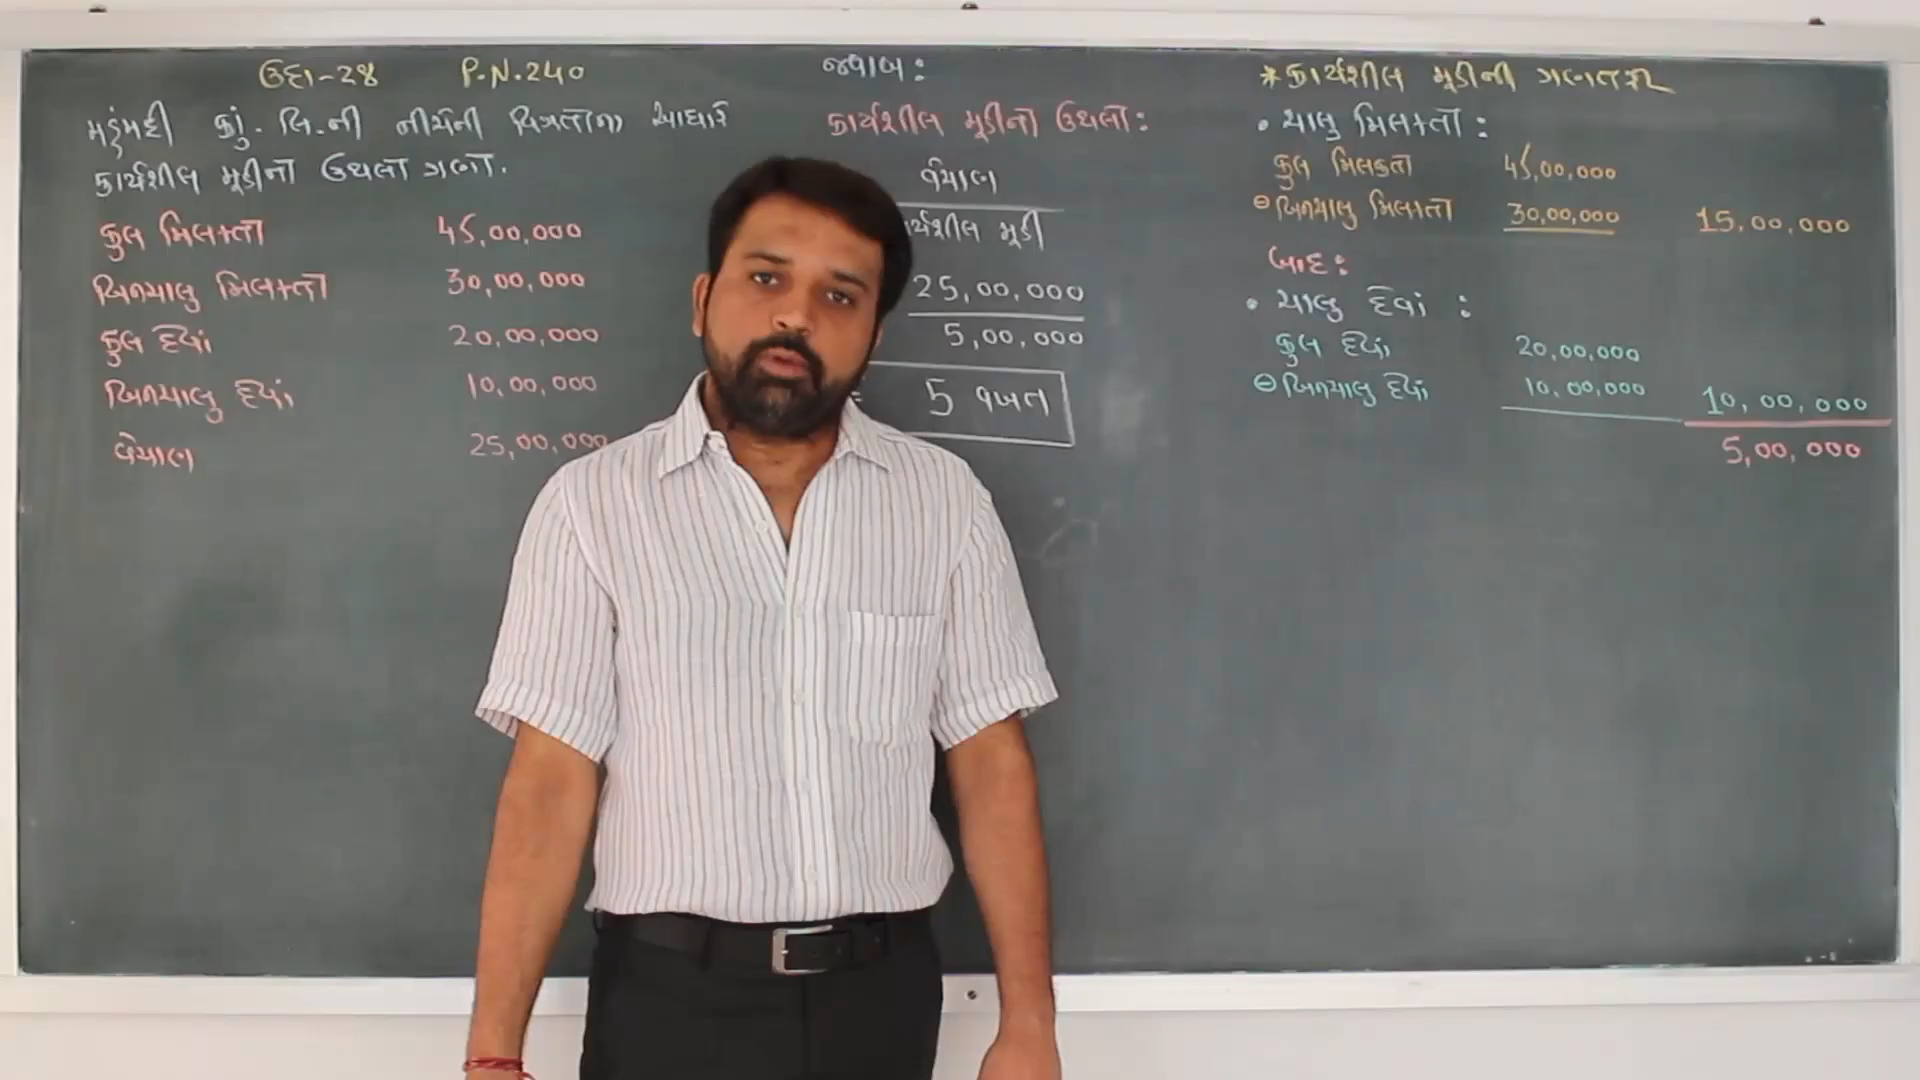 ઉદા-૨૪ P.N.240
મહંમદી કાું. લિ.ની નીચેની વિગતોના આધારે
કાર્યશીલ મૂડીનો ઉથલો ગણો.
કુલ મિલકતો 45,00,000
બિનચાલુ મિલકતો 30,00,000
કુલ દેવાં 20,00,000
બિનચાલુ દેવાં 10,00,000
વેચાણ 25,00,000
જવાબ:
કાર્યશીલ મૂડીનો ઉથલો:
વેચાણ
ર્યશીલ મૂડી
25,00,000
5,00,000
= 5 વખત
*કાર્યશીલ મૂડીની ગણતરી
• ચાલુ મિલકતો:
કુલ મિલકતો 45,00,000
⊖ બિનચાલુ મિલકતો 30,00,000 15,00,000
બાદ:
• ચાલુ દેવાં :
કુલ દેવાં 20,00,000
⊖ બિનચાલુ દેવાં 10,00,000 10,00,000
5,00,000